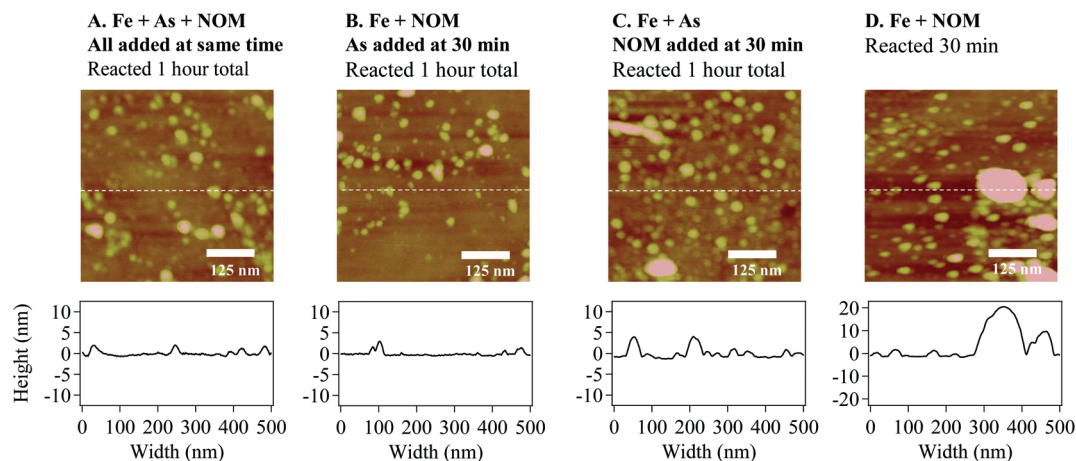 A. Fe + As + NOM
All added at same time
Reacted 1 hour total
B. Fe + NOM
As added at 30 min
Reacted 1 hour total
C. Fe + As
NOM added at 30 min
Reacted 1 hour total
D. Fe + NOM
Reacted 30 min
125 nm
125 nm
125 nm
125 nm
Height (nm)
10
5
0
-5
-10
0 100 200 300 400 500
Width (nm)
10
5
0
-5
-10
0 100 200 300 400 500
Width (nm)
10
5
0
-5
-10
0 100 200 300 400 500
Width (nm)
20
10
0
-10
-20
0 100 200 300 400 500
Width (nm)